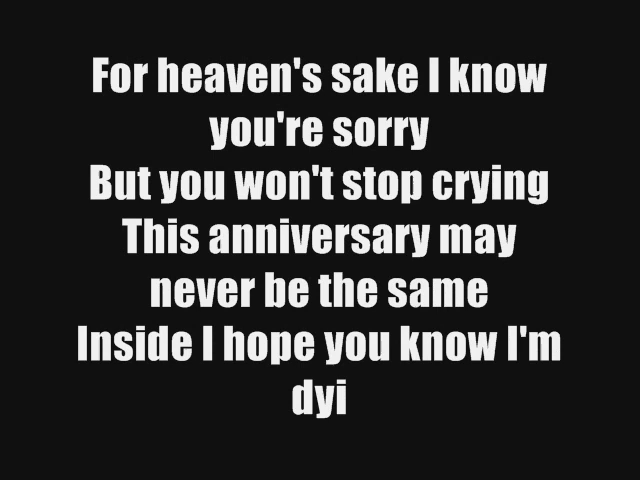 For heaven's sake I know
you're sorry
But you won't stop crying
This anniversary may
never be the same
Inside I hope you know I'm
dyi